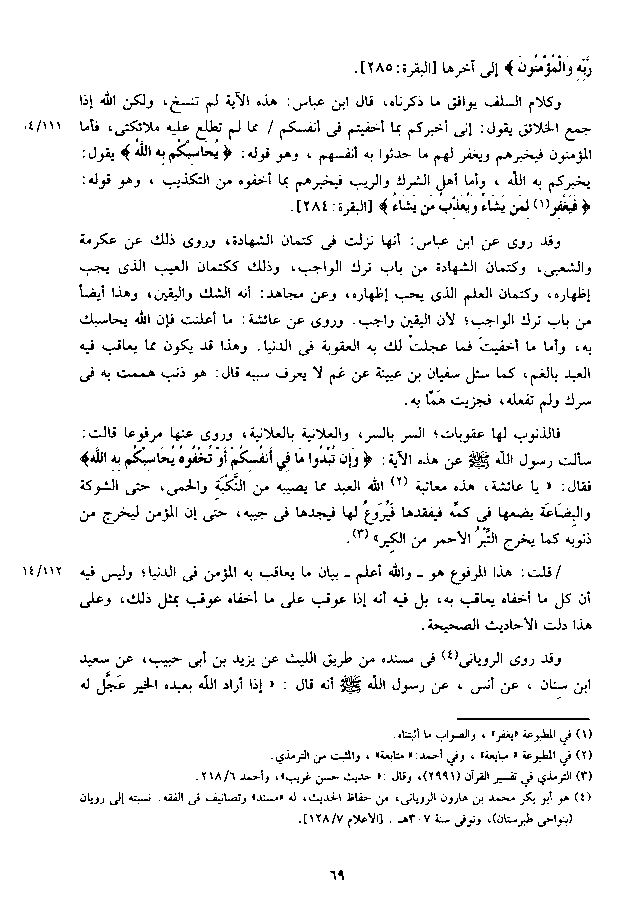 رَّبِّهِ وَالْمُؤْمِنُونَ ﴾ إلى آخرها [البقرة: ٢٨٥].
وكلام السلف يوافق ما ذكرناه، قال ابن عباس: هذه الآية لم تنسخ، ولكن الله إذا
جمع الخلائق يقول: إنى أخبركم بما أخفيتم فى أنفسكم / مما لم تطلع عليه ملائكتى، فأما
١٤/١١١
المؤمنون فيخبرهم ويغفر لهم ما حدثوا به أنفسهم ، وهو قوله: ﴿ يُحَاسِبْكُم بِهِ اللَّهُ ﴾ يقول:
يخبركم به الله ، وأما أهل الشرك والريب فيخبرهم بما أخفوه من التكذيب ، وهو قوله:
﴿ فَيَغْفِر (١) لِمَن يَشَاءُ وَيُعَذِّبُ مَن يَشَاءُ ﴾ [البقرة: ٢٨٤].
وقد روى عن ابن عباس: أنها نزلت فى كتمان الشهادة، وروى ذلك عن عكرمة
والشعبى، وكتمان الشهادة من باب ترك الواجب، وذلك ككتمان العيب الذى يجب
إظهاره، وكتمان العلم الذى يجب إظهاره، وعن مجاهد: أنه الشك واليقين، وهذا أيضاً
من باب ترك الواجب؛ لأن اليقين واجب. وروى عن عائشة: ما أعلنت فإن الله يحاسبك
به، وأما ما أخفيتَ فما عجلتْ لك به العقوبة فى الدنيا. وهذا قد يكون مما يعاقب فيه
العبد بالغم، كما سئل سفيان بن عيينة عن غم لا يعرف سببه قال: هو ذنب هممت به فى
سرك ولم تفعله، فجزيت هَمّا به.
فالذنوب لها عقوبات؛ السر بالسر، والعلانية بالعلانية، وروى عنها مرفوعا قالت:
سألت رسول الله ﷺ عن هذه الآية: ﴿ وَإِن تُبْدُوا مَا فِي أَنفُسِكُمْ أَوْ تُخْفُوهُ يُحَاسِبْكُم بِهِ اللَّهُ﴾
فقال: « يا عائشة، هذه معاتبة (٢) الله العبد مما يصيبه من النَّكْبَة والحمى، حتى الشوكة
والبِضَاعَة يضعها فى كمِّه فيفقدها فَيُرَوعُ لها فيجدها فى جيبه، حتى إن المؤمن ليخرج من
ذنوبه كما يخرج التِّبْرُ الأحمر من الكير» (٣).
/ قلت: هذا المرفوع هو ـ والله أعلم ـ بيان ما يعاقب به المؤمن فى الدنيا؛ وليس فيه
١٤/١١٢
أن كل ما أخفاه يعاقب به، بل فيه أنه إذا عوقب على ما أخفاه عوقب بمثل ذلك، وعلى
هذا دلت الأحاديث الصحيحة.
وقد روى الرويانى(٤) فى مسنده من طريق الليث عن يزيد بن أبى حبيب، عن سعيد
ابن سِنان ، عن أنس ، عن رسول الله ﷺ أنه قال : « إذا أراد الله بعبده الخير عَجَّل له
(١) فى المطبوعة «يغفر» ، والصواب ما أثبتناه.
(٢) فى المطبوعة « مبايعة» ، وفى أحمد: « متابعة» ، والمثبت من الترمذى.
(٣) الترمذى فى تفسير القرآن (٢٩٩١)، وقال : « حديث حسن غريب»، وأحمد ٢١٨/٦.
(٤) هو أبو بكر محمد بن هارون الرويانى، من حفاظ الحديث، له «مسند» وتصانيف فى الفقه. نسبته إلى رويان
(بنواحى طبرستان)، وتوفى سنة ٣٠٧هـ . [الأعلام ١٢٨/٧].
٦٩